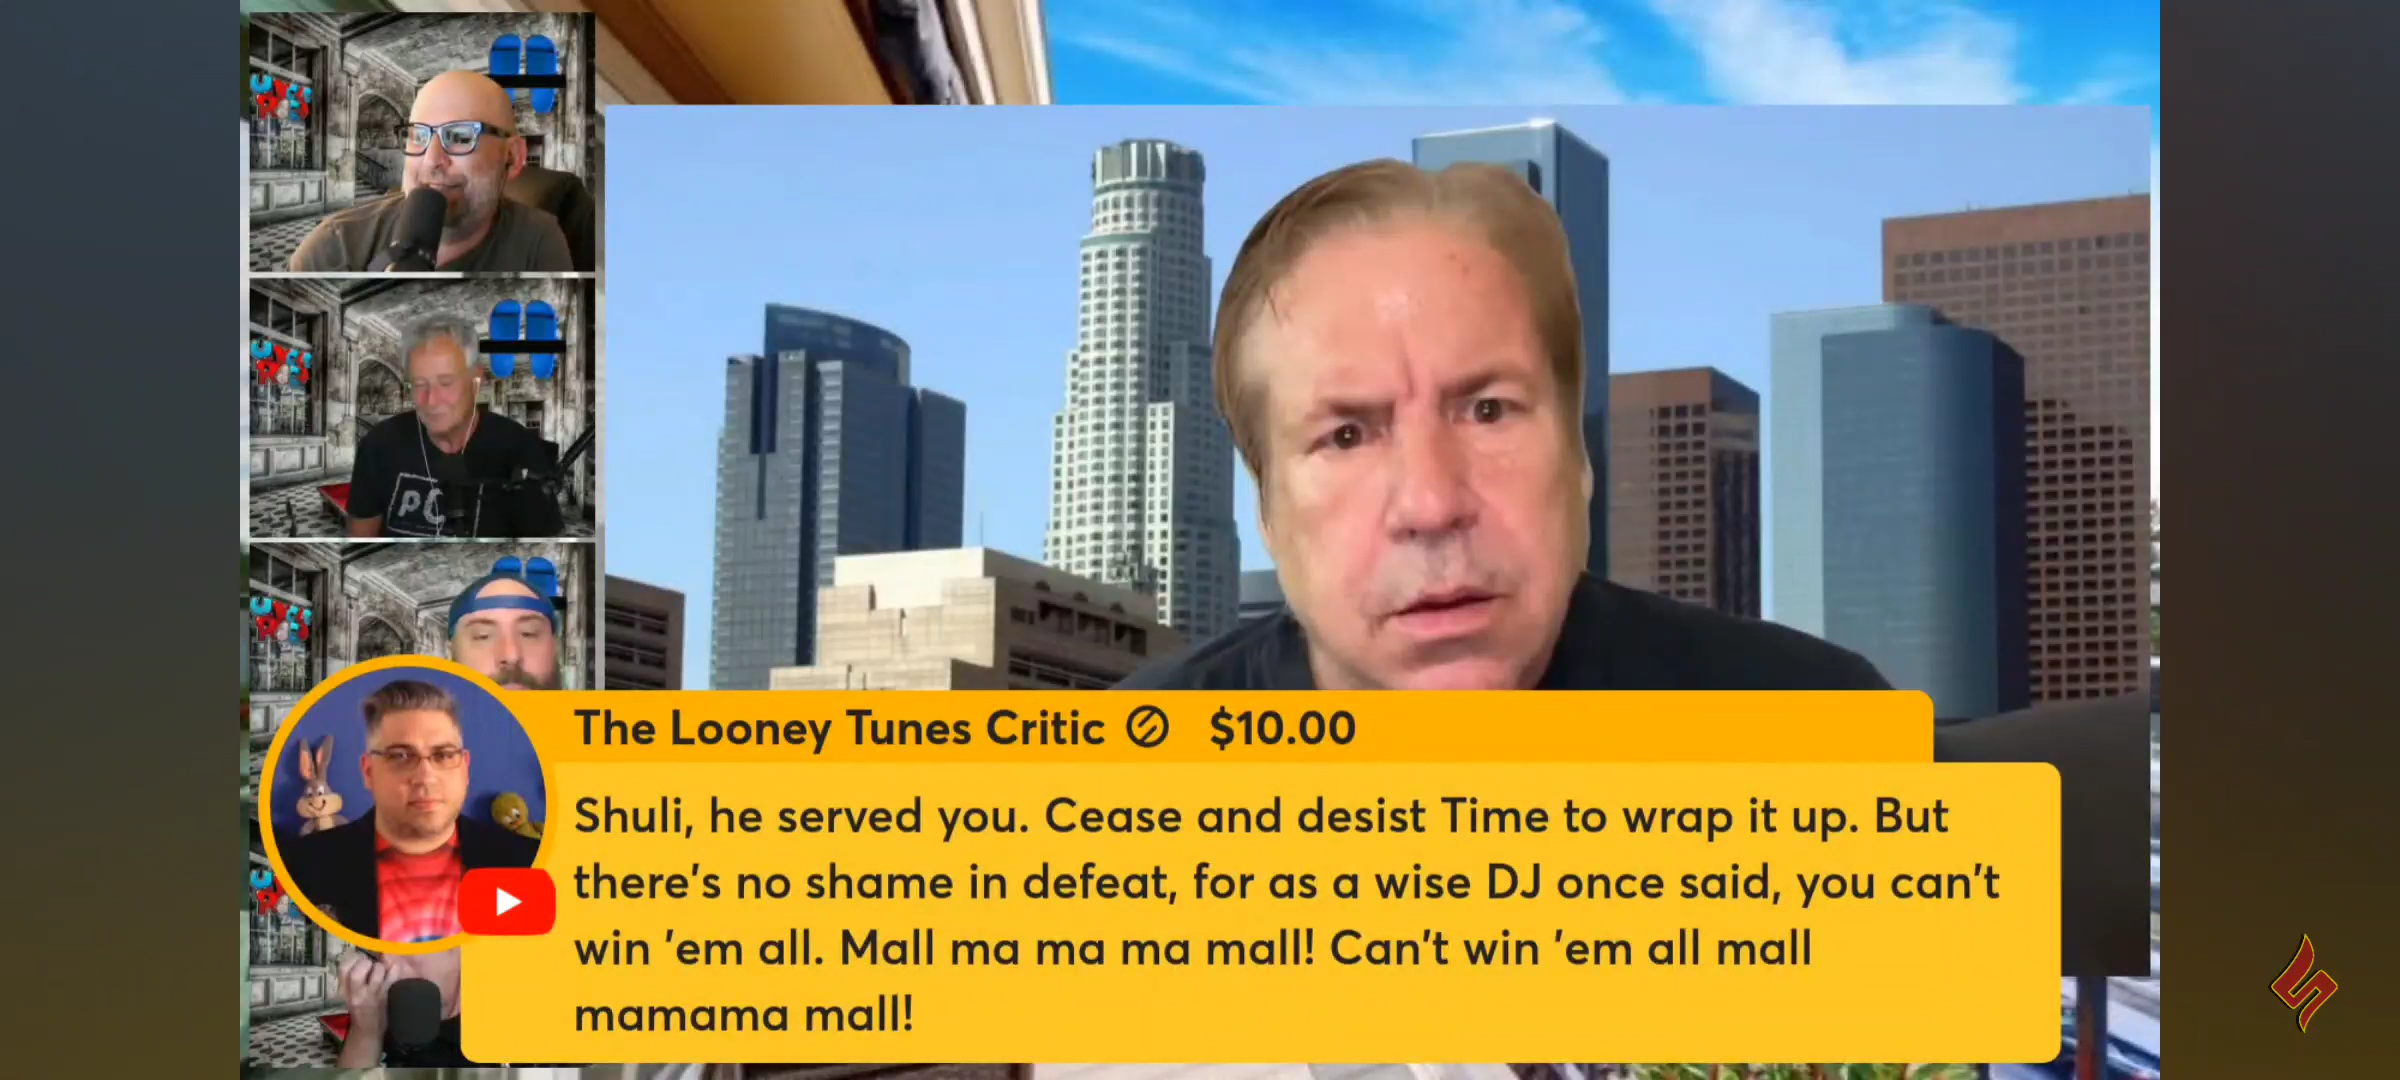 The Looney Tunes Critic $10.00
Shuli, he served you. Cease and desist Time to wrap it up. But
there's no shame in defeat, for as a wise DJ once said, you can't
win 'em all. Mall ma ma ma mall! Can't win 'em all mall
mamama mall!